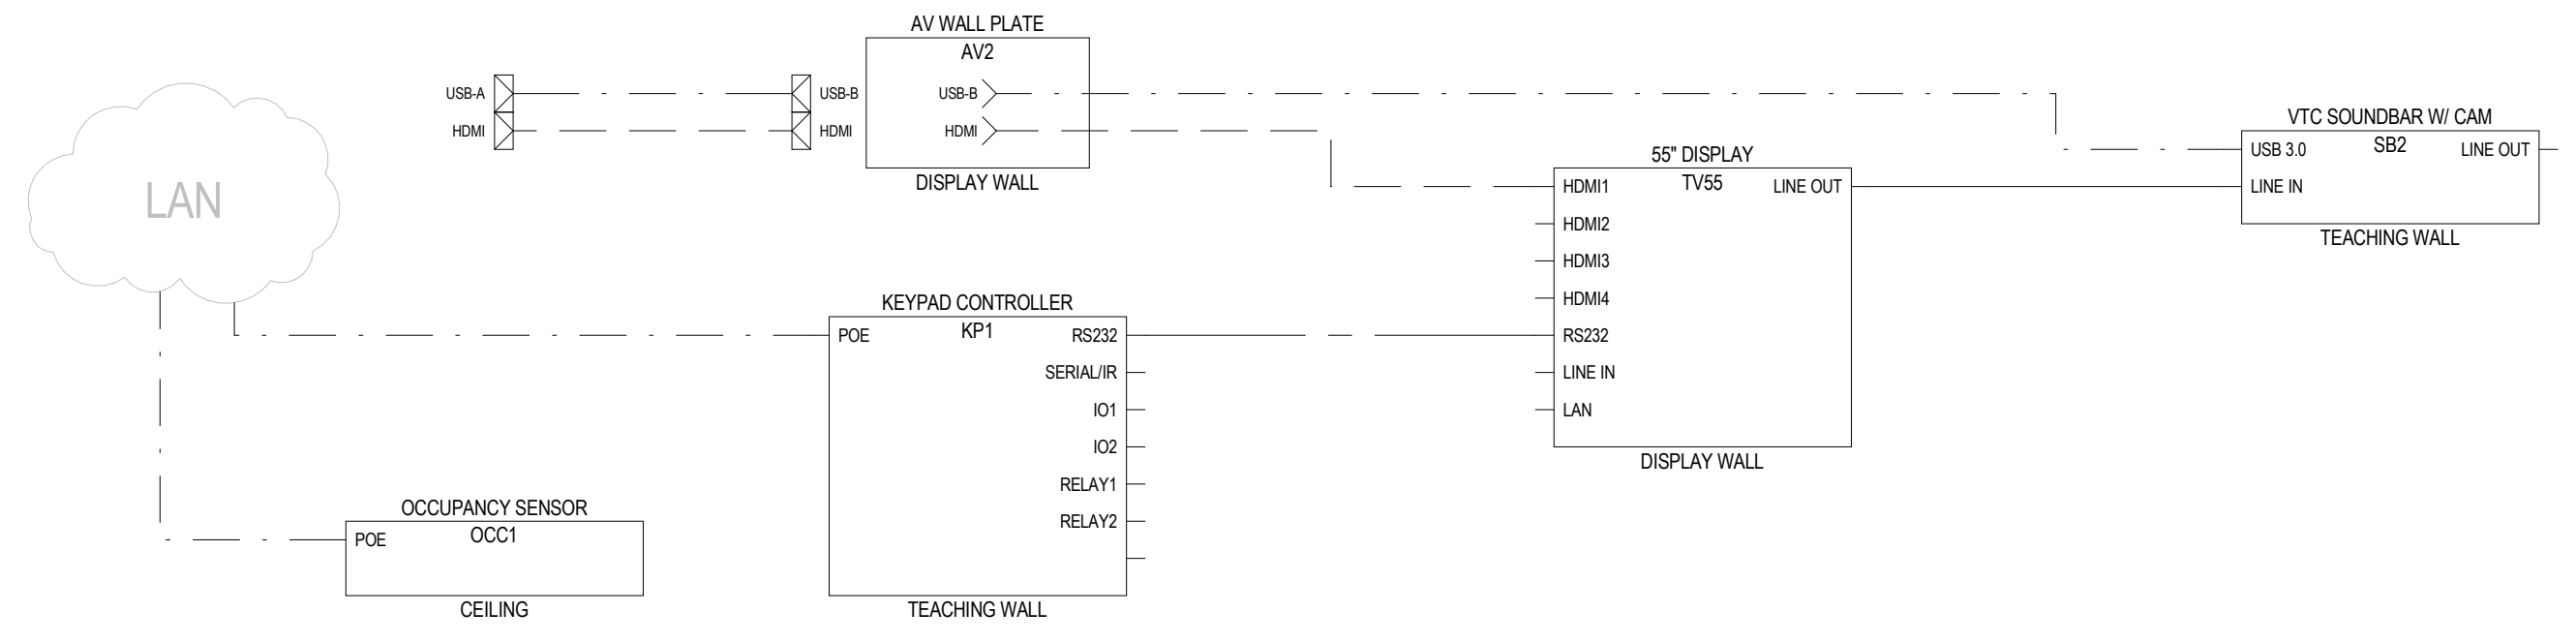 AV WALL PLATE
AV2
USB-A
USB-B
USB-B
HDMI
HDMI
HDMI
DISPLAY WALL
LAN
VTC SOUNDBAR W/ CAM
SB2
USB 3.0
LINE OUT
LINE IN
TEACHING WALL
55" DISPLAY
TV55
HDMI1
LINE OUT
HDMI2
HDMI3
HDMI4
RS232
LINE IN
LAN
DISPLAY WALL
KEYPAD CONTROLLER
KP1
POE
RS232
SERIAL/IR
IO1
IO2
RELAY1
RELAY2
TEACHING WALL
OCCUPANCY SENSOR
OCC1
POE
CEILING